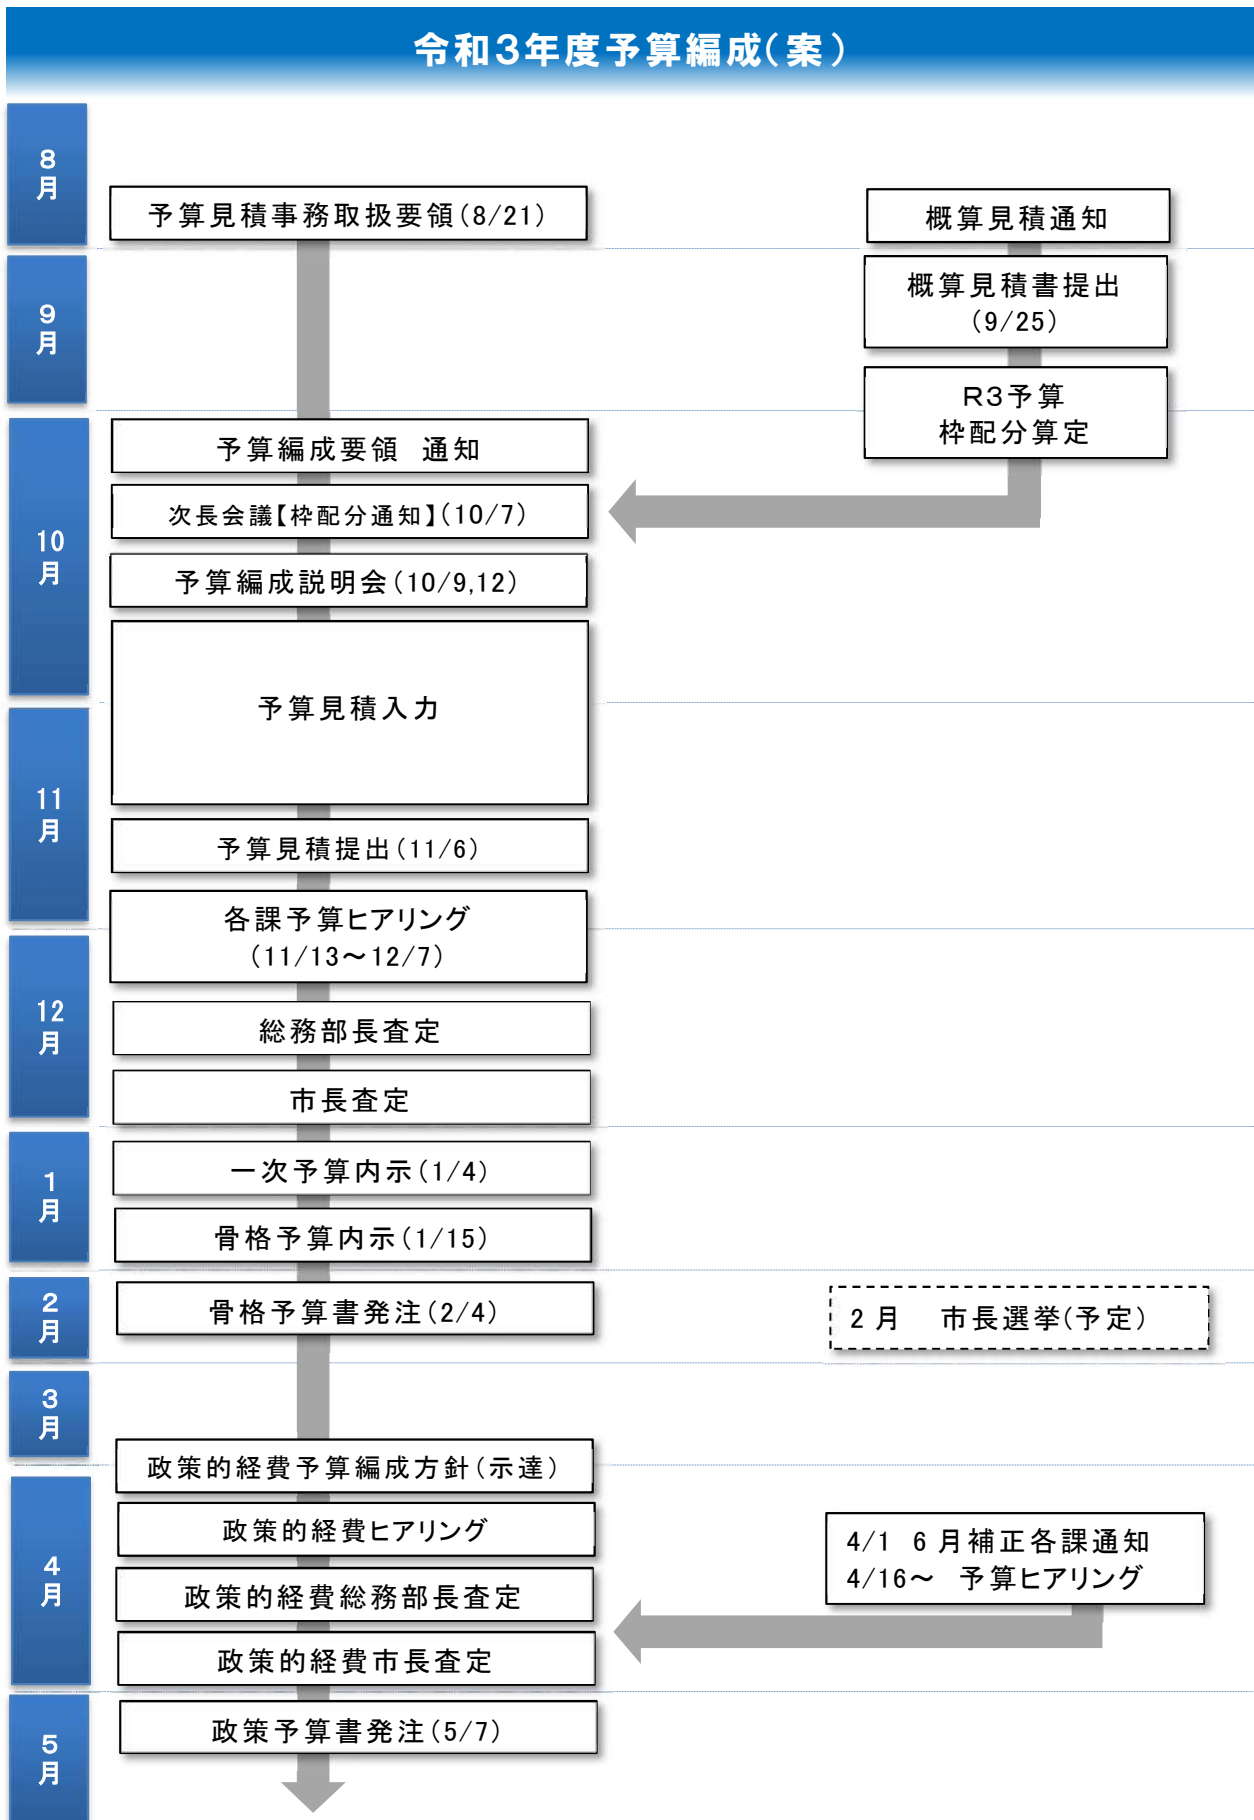 令和3年度予算編成(案)
8
月
予算見積事務取扱要領(8/21)
概算見積通知
9
月
概算見積書提出
(9/25)
R3予算
枠配分算定
10
月
予算編成要領 通知
次長会議【枠配分通知】(10/7)
予算編成説明会(10/9,12)
予算見積入力
11
月
予算見積提出(11/6)
各課予算ヒアリング
(11/13～12/7)
12
月
総務部長査定
市長査定
1
月
一次予算内示(1/4)
骨格予算内示(1/15)
2
月
骨格予算書発注(2/4)
2月 市長選挙(予定)
3
月
政策的経費予算編成方針(示達)
4
月
政策的経費ヒアリング
4/1 6月補正各課通知
4/16～ 予算ヒアリング
政策的経費総務部長査定
政策的経費市長査定
5
月
政策予算書発注(5/7)